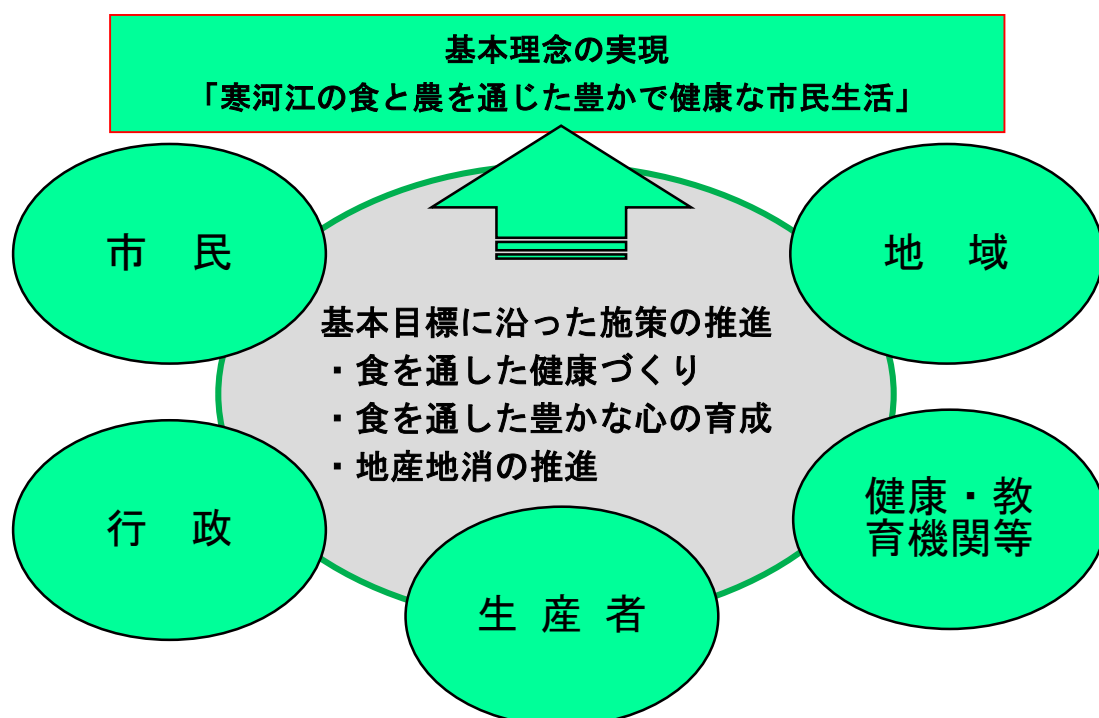 基本理念の実現
「寒河江の食と農を通じた豊かで健康な市民生活」
市　民
地　域
基本目標に沿った施策の推進
・食を通した健康づくり
・食を通した豊かな心の育成
・地産地消の推進
行　政
健康・教
育機関等
生 産 者